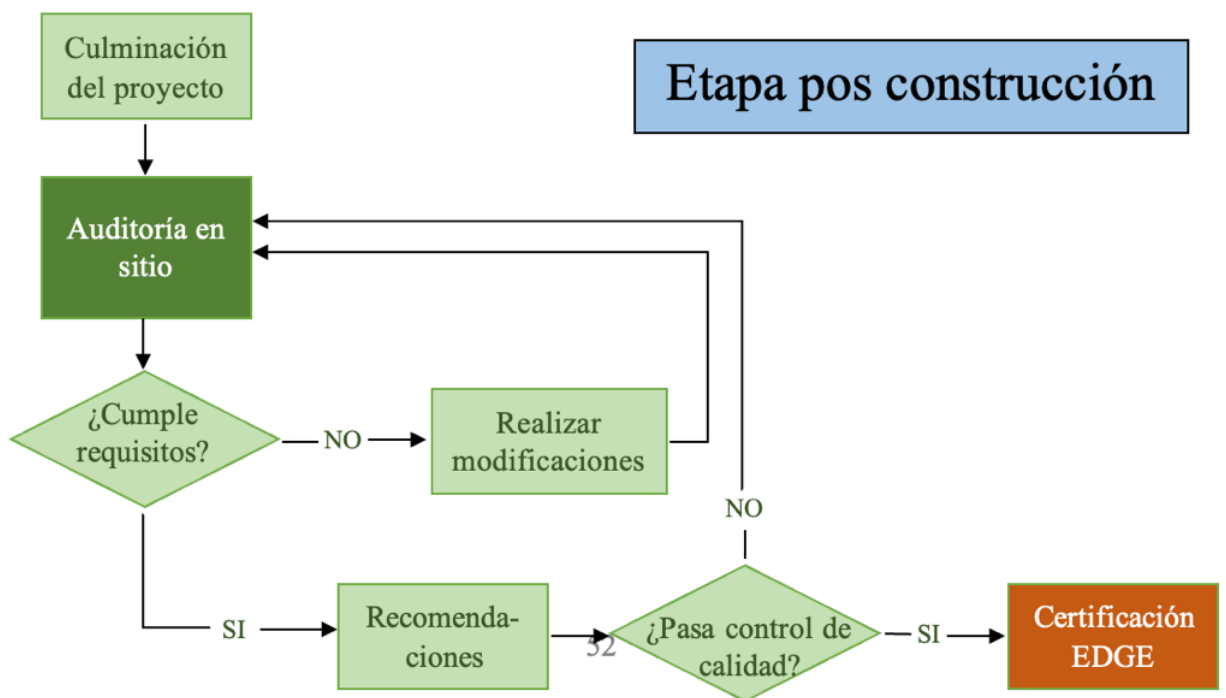 Culminación
del proyecto
Etapa pos construcción
Auditoría en
sitio
¿Cumple
requisitos?
NO
Realizar
modificaciones
NO
SI
Recomenda-
ciones
52
¿Pasa control de
calidad?
SI
Certificación
EDGE